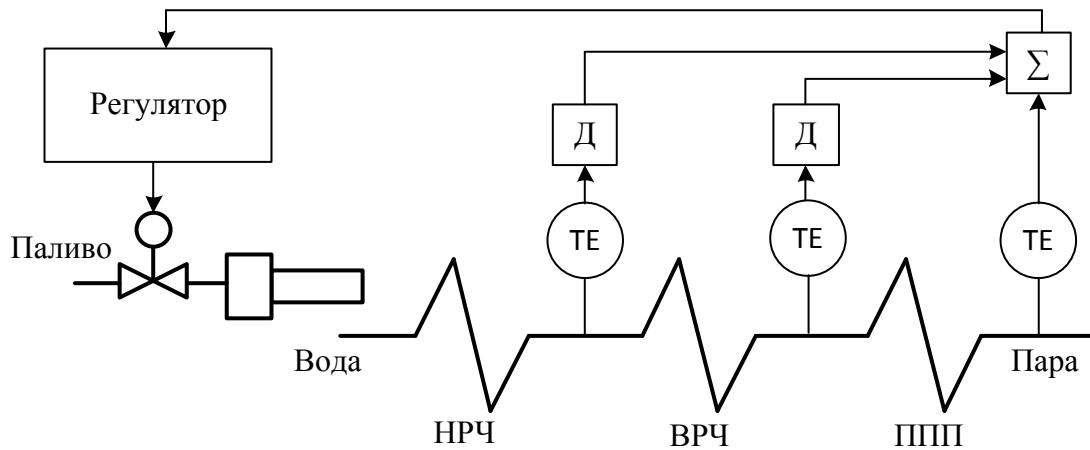 Регулятор
Σ
Д
Д
TE
TE
TE
Паливо
Вода
Пара
НРЧ
ВРЧ
ППП